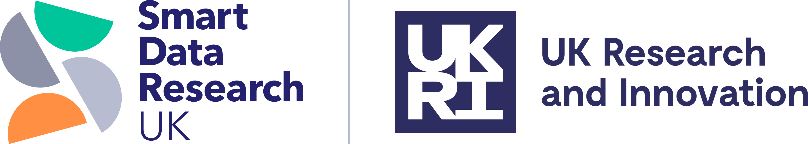 Smart
Data
Research
UK
UK
RI
UK Research
and Innovation